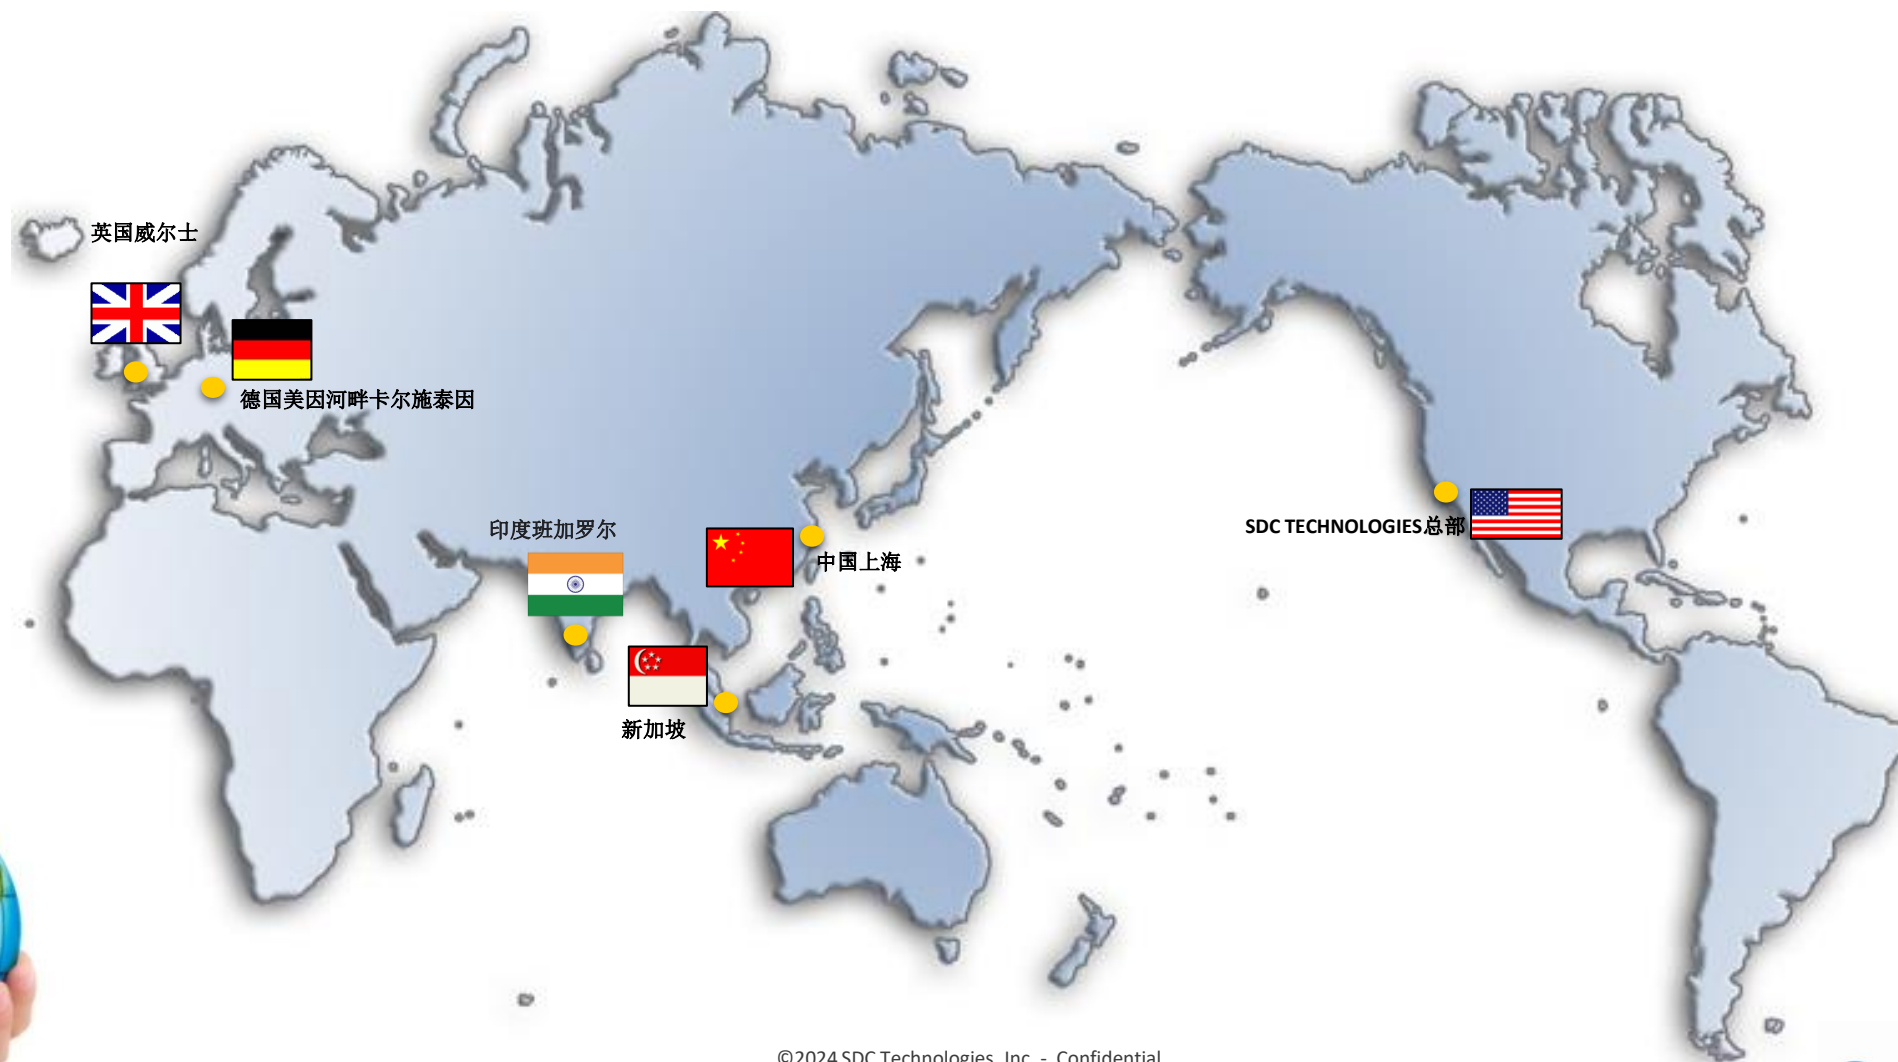 英国威尔士
德国美因河畔卡尔施泰因
印度班加罗尔
中国上海
SDC TECHNOLOGIES总部
新加坡
©2024 SDC Technologies, Inc. - Confidential